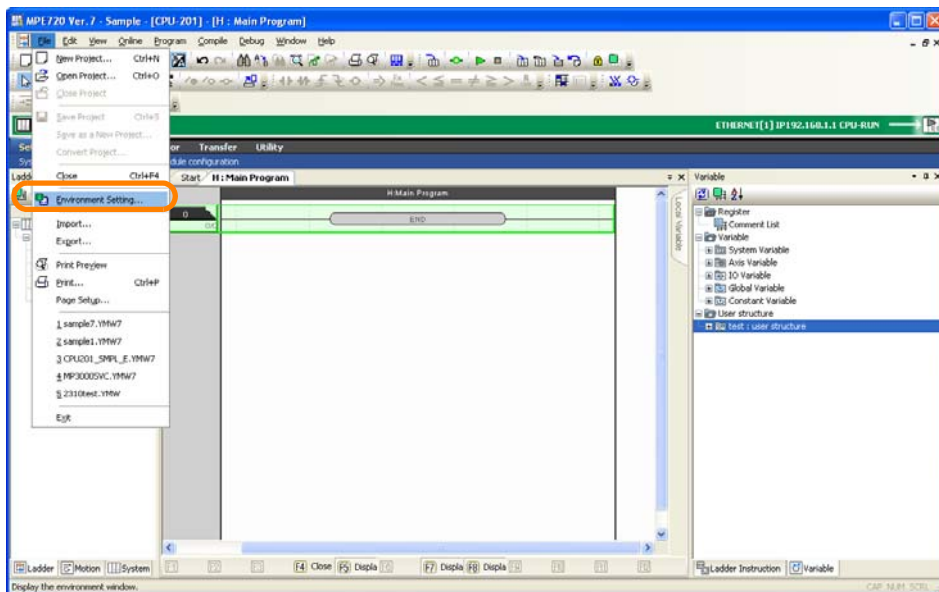 MPE720 Ver.7 - Sample - [CPU-201] - [H : Main Program]
File Edit View Online Program Compile Debug Window Help
New Project... Ctrl+N
Open Project... Ctrl+O
Close Project
Save Project Ctrl+S
Save as a New Project...
Convert Project...
Close Ctrl+F4
Environment Setting...
Import...
Export...
Print Preview
Print... Ctrl+P
Page Setup...
1 sample7.YMW7
2 sample1.YMW7
3 CPU201_SMPL_E.YMW7
4 MP3000SVC.YMW7
5 2310test.YMW
Exit
ETHERNET[1] IP192.168.1.1 CPU-RUN
Transfer Utility
dule configuration
Start H : Main Program
H:Main Program
0
END
Local Variable
Variable
Register
Comment List
Variable
System Variable
Axis Variable
IO Variable
Global Variable
Constant Variable
User structure
test : user structure
Ladder Motion System
F4 Close F5 Displa F7 Displa F8 Displa
Ladder Instruction Variable
Display the environment window.
CAP NUM SCRL